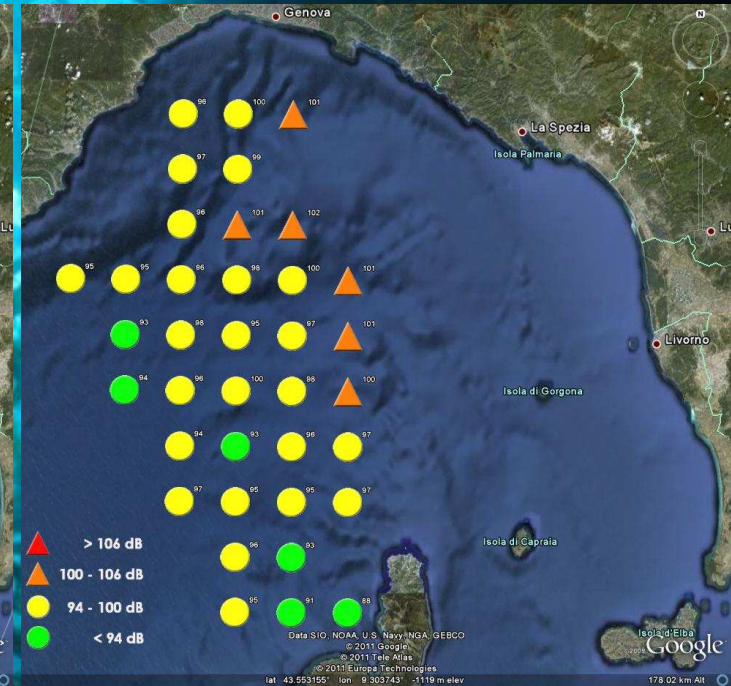 N
Genova
98 100 101
La Spezia
Isola Palmaria
97 99
96 101 102
95 95 96 98 100 101
93 98 95 97 101
Livorno
94 96 100 98 100
Isola di Gorgona
94 93 96 97
97 95 95 97
> 106 dB
96 93
Isola di Capraia
100 - 106 dB
94 - 100 dB
95 91 88
< 94 dB
Data SIO, NOAA, U.S. Navy, NGA, GEBCO
© 2011 Google
© 2011 Tele Atlas
© 2011 Europa Technologies
Isola d'Elba
Google
lat 43.553155° lon 9.303743° -1119 m elev
178.02 km Alt